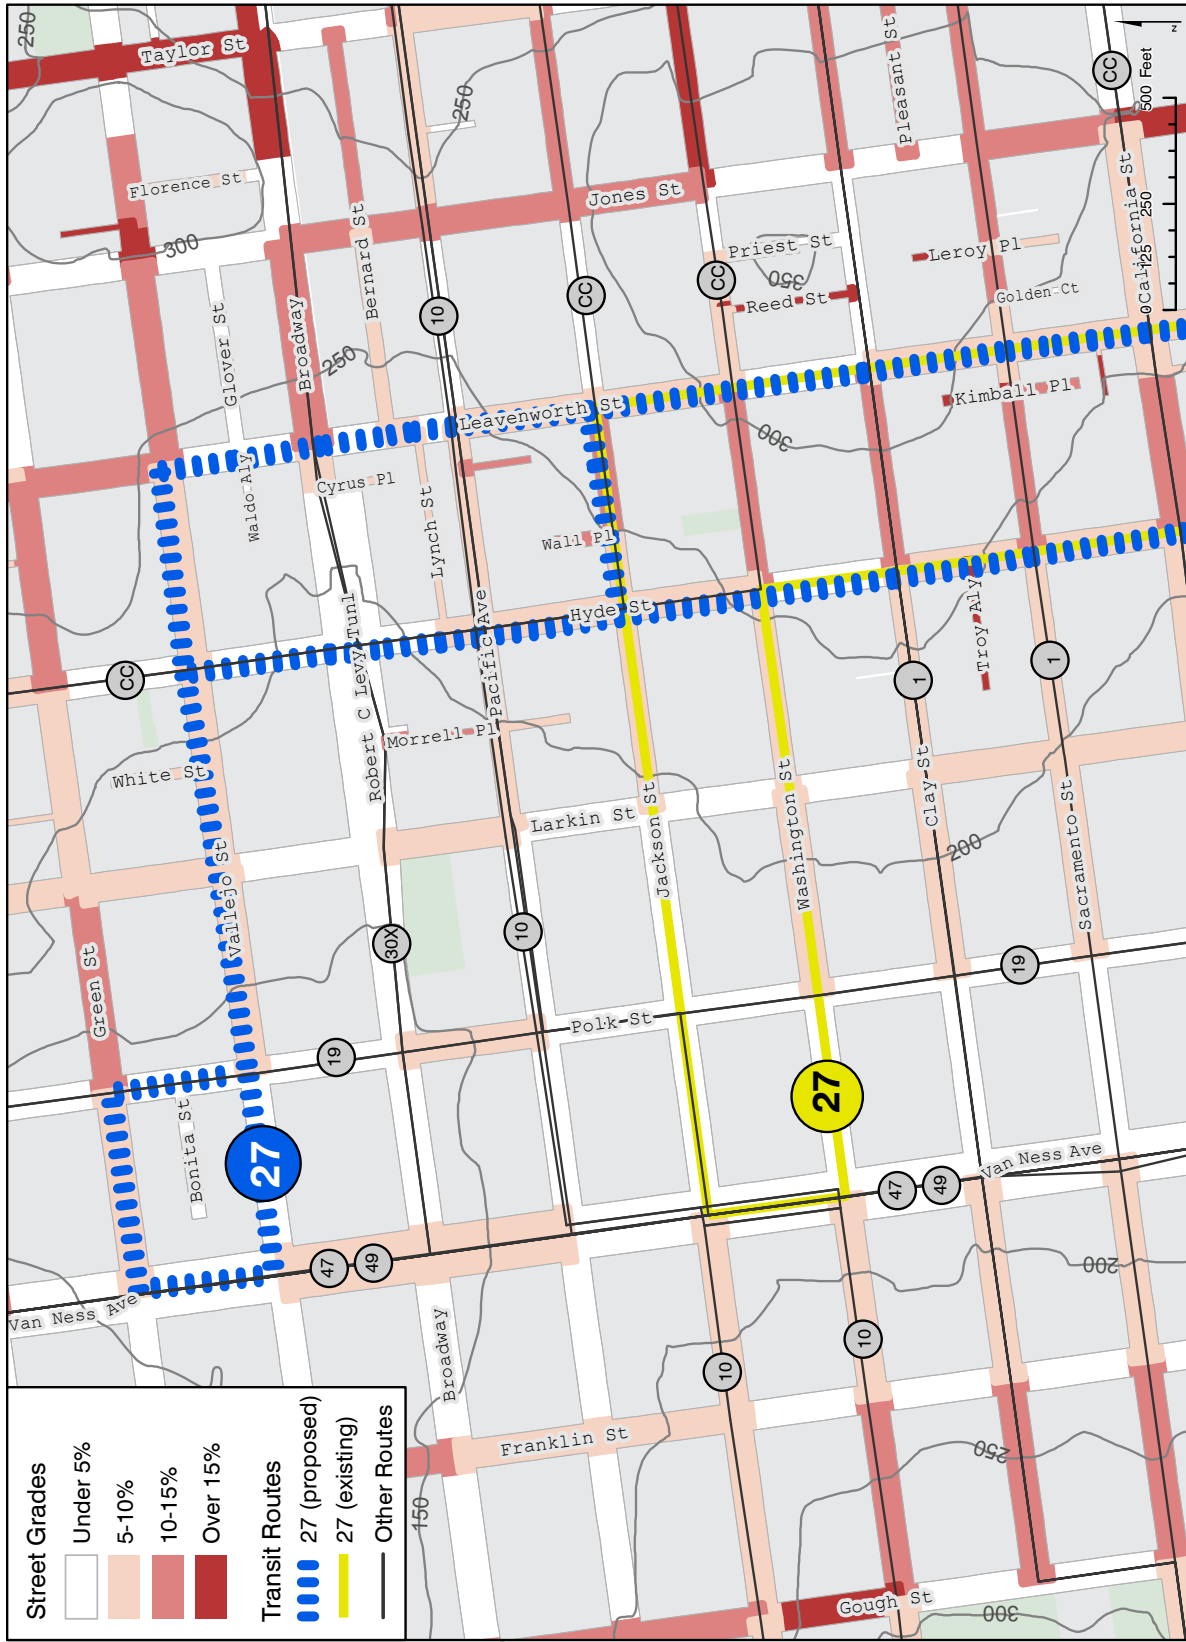 Street Grades
Under 5%
5-10%
10-15%
Over 15%
Transit Routes
27 (proposed)
27 (existing)
Other Routes
Van Ness Ave
Bonita St
Green St
Vallejo St
White St
Waldo Aly
Glover St
Florence St
Taylor St
Broadway
Bernard St
Cyrus Pl
Lynch St
Robert C Levy Tunl
Morrell Pl
Pacific Ave
Leavenworth St
Wall Pl
Hyde St
Jones St
Larkin St
Jackson St
Polk St
Broadway
Franklin St
Washington St
Priest St
Reed St
Pleasant St
Leroy Pl
Golden Ct
Kimball Pl
Troy Aly
Clay St
Sacramento St
California St
Van Ness Ave
Gough St
27
27
47
49
47
49
19
19
30X
10
10
10
10
1
1
CC
CC
CC
CC
250
300
250
250
350
300
200
200
250
300
150
0
125
250
500 Feet
z